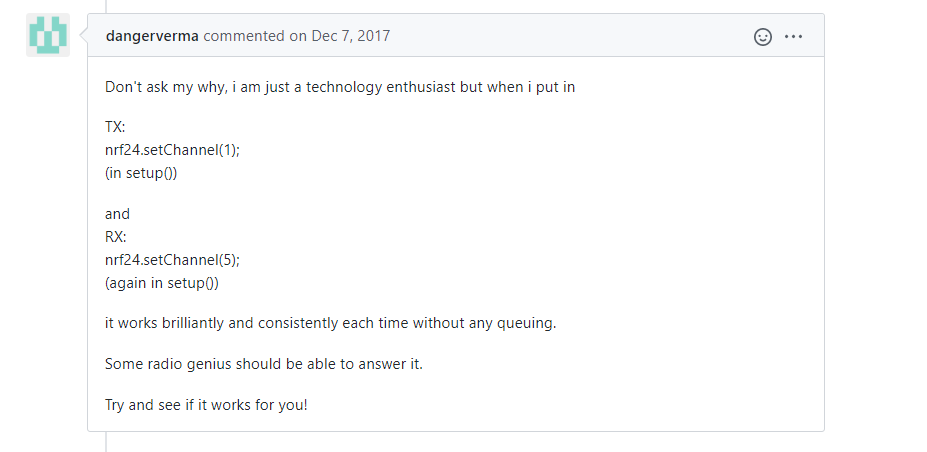 dangerverma commented on Dec 7, 2017
Don't ask my why, i am just a technology enthusiast but when i put in
TX:
nrf24.setChannel(1);
(in setup())
and
RX:
nrf24.setChannel(5);
(again in setup())
it works brilliantly and consistently each time without any queuing.
Some radio genius should be able to answer it.
Try and see if it works for you!